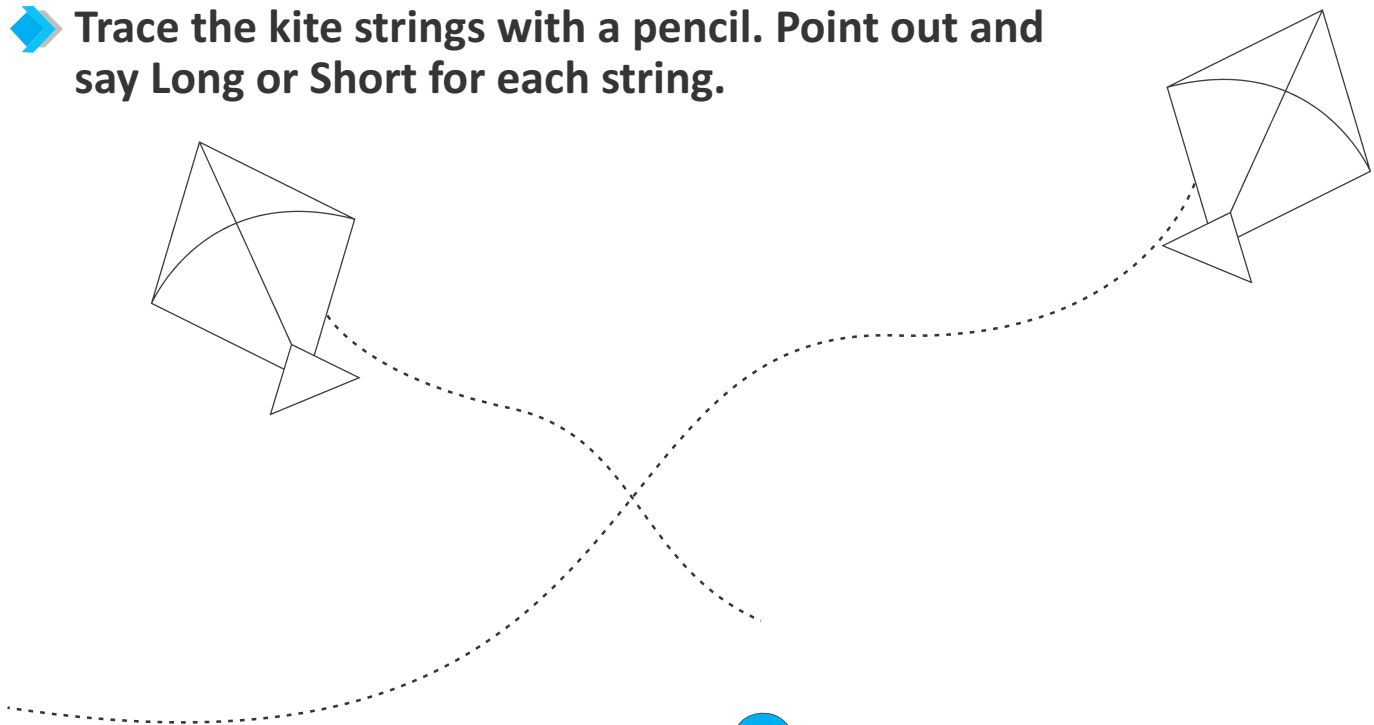 Trace the kite strings with a pencil. Point out and
say Long or Short for each string.